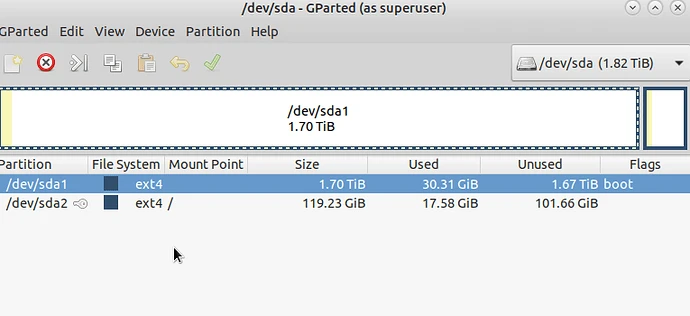 /dev/sda - GParted (as superuser)
GParted Edit View Device Partition Help
/dev/sda (1.82 TiB)
/dev/sda1
1.70 TiB
Partition File System Mount Point Size Used Unused Flags
/dev/sda1 ext4 1.70 TiB 30.31 GiB 1.67 TiB boot
/dev/sda2 ext4 / 119.23 GiB 17.58 GiB 101.66 GiB